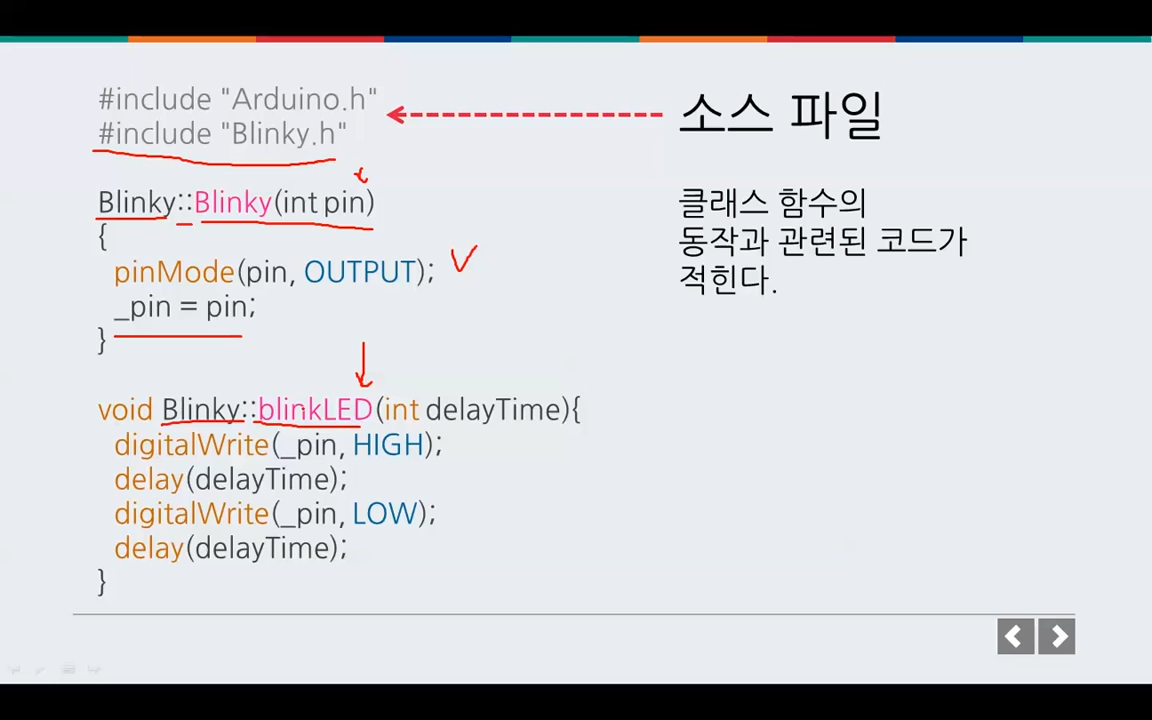 #include "Arduino.h"
#include "Blinky.h"
Blinky::Blinky(int pin)
{
pinMode(pin, OUTPUT);
_pin = pin;
}
void Blinky::blinkLED(int delayTime){
digitalWrite(_pin, HIGH);
delay(delayTime);
digitalWrite(_pin, LOW);
delay(delayTime);
}
소스 파일
클래스 함수의
동작과 관련된 코드가
적힌다.